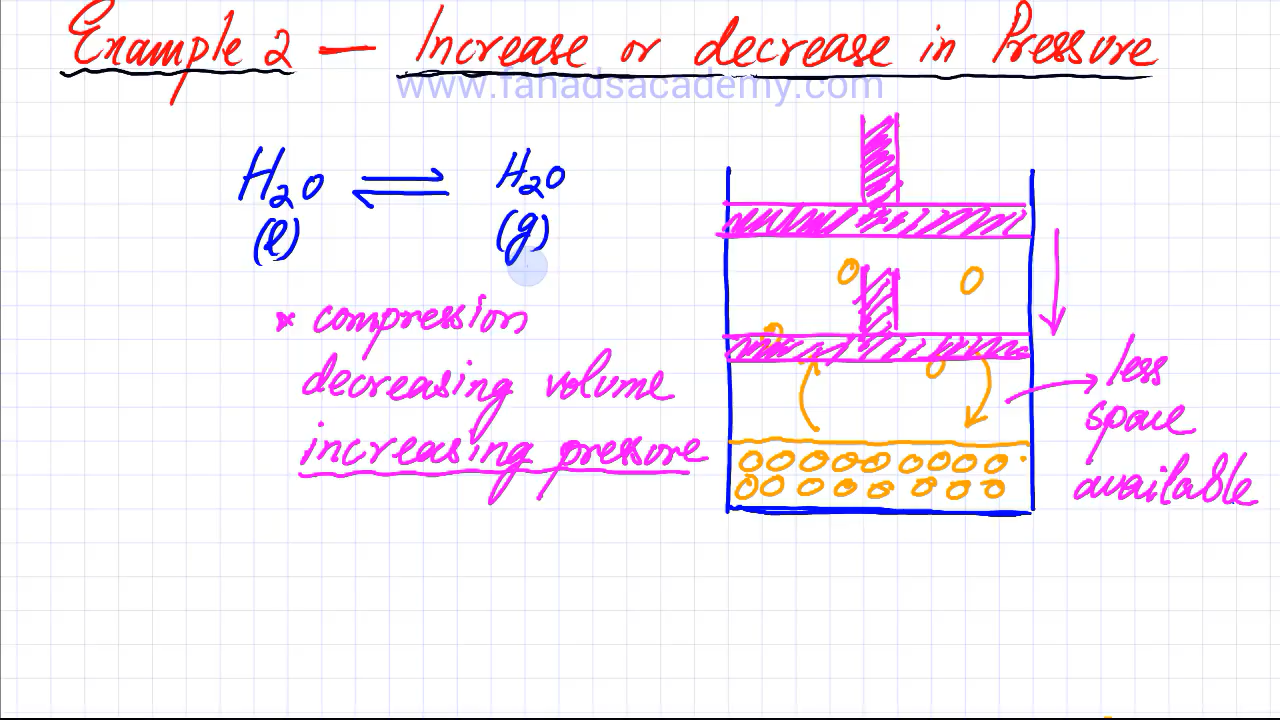 Example 2 — Increase or decrease in Pressure
www.fahadsacademy.com
H₂O ⇌ H₂O
(l) (g)
* compression
decreasing volume
increasing pressure
less
space
available